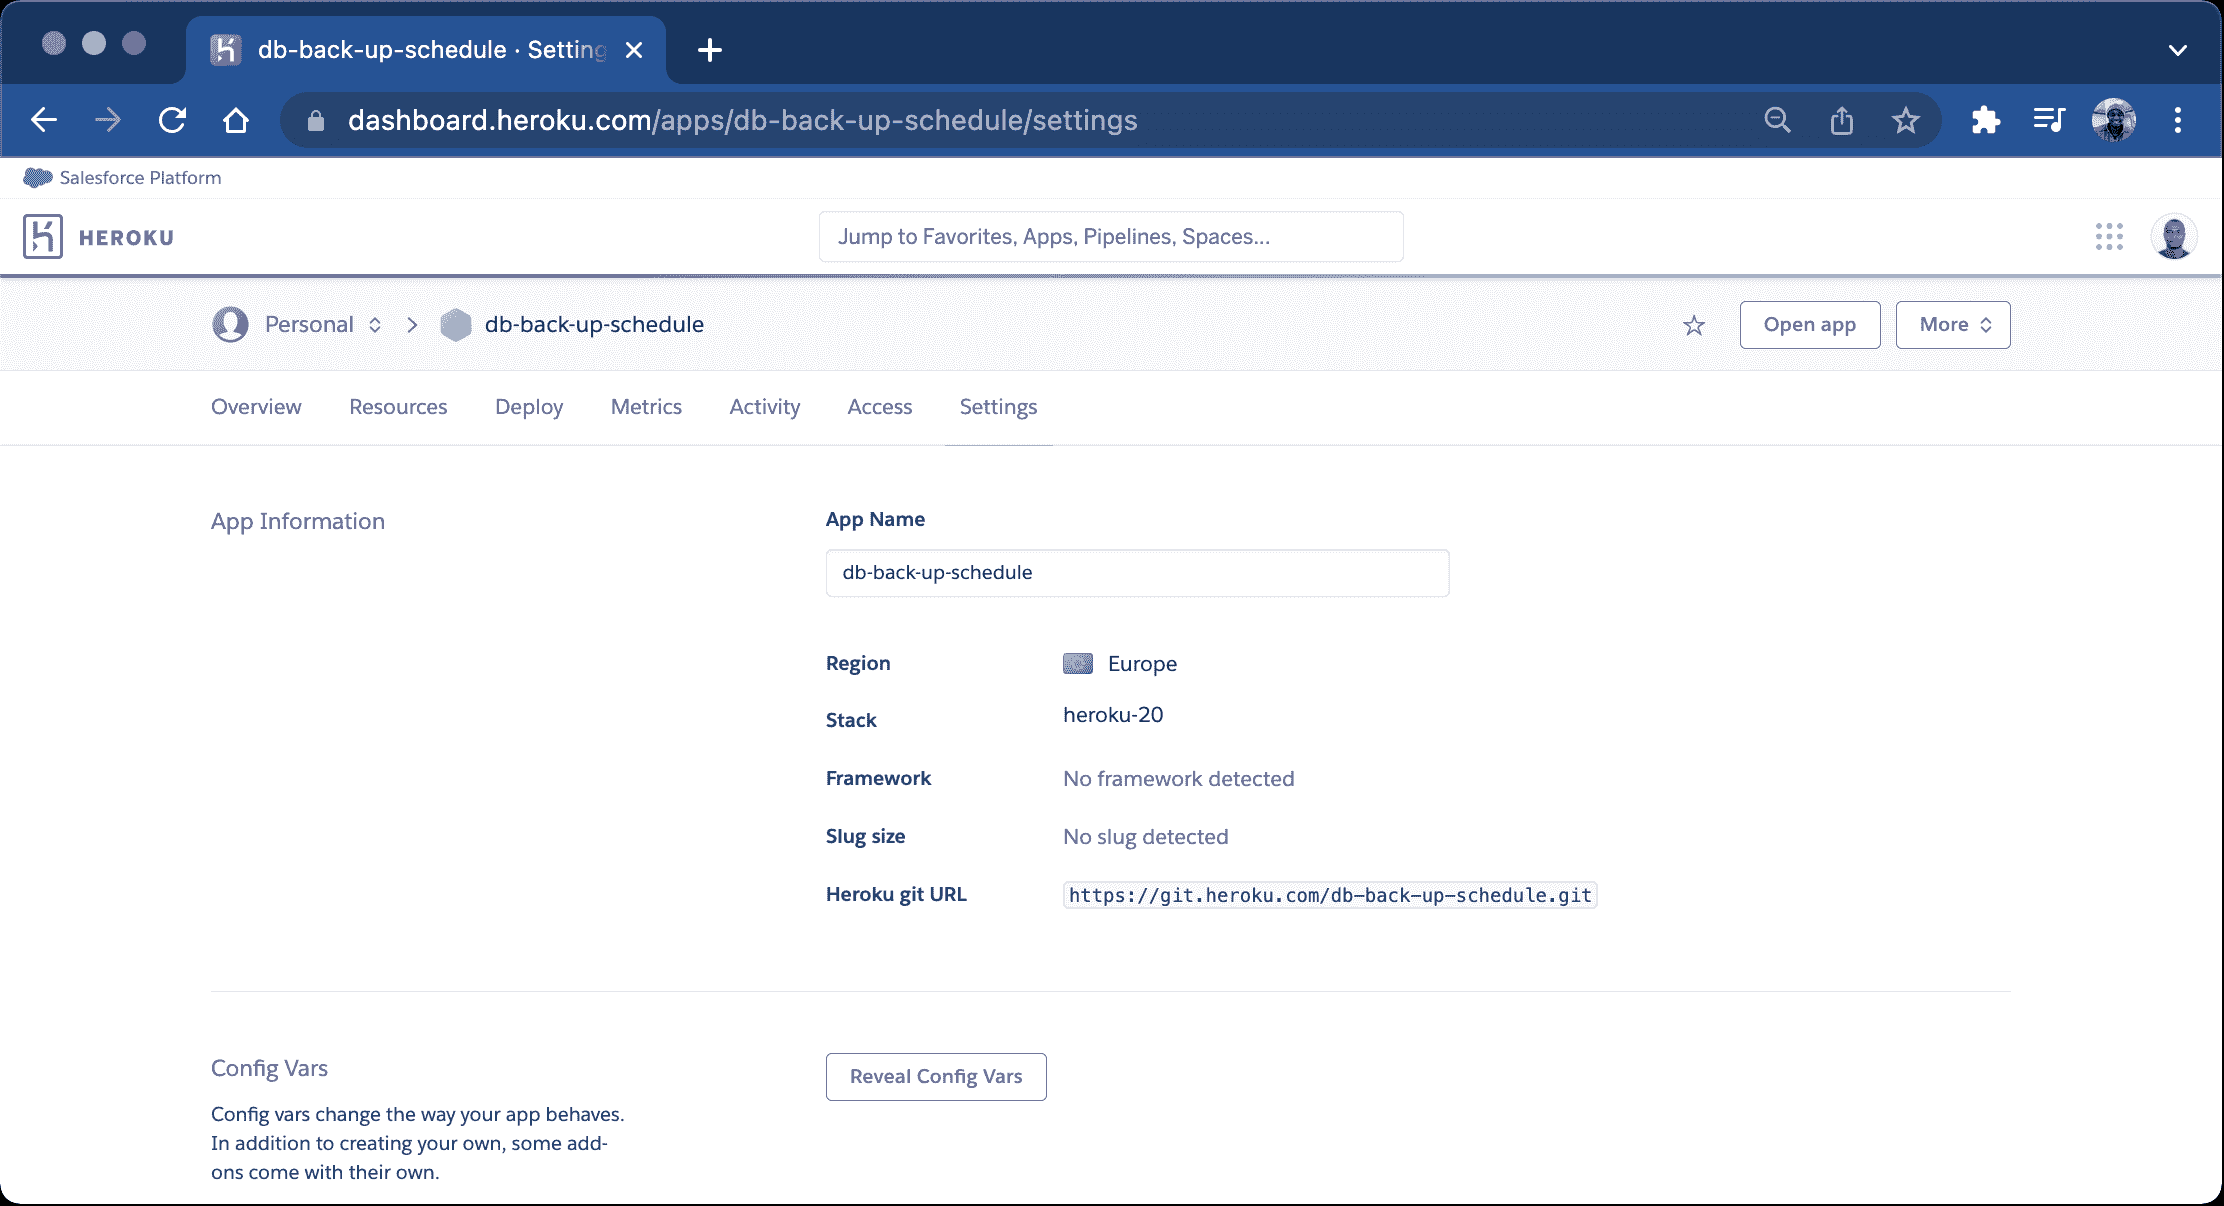 db-back-up-schedule · Setting
dashboard.heroku.com/apps/db-back-up-schedule/settings
Salesforce Platform
HEROKU
Jump to Favorites, Apps, Pipelines, Spaces...
Personal
db-back-up-schedule
Open app
More
Overview
Resources
Deploy
Metrics
Activity
Access
Settings
App Information
App Name
db-back-up-schedule
Region
Europe
Stack
heroku-20
Framework
No framework detected
Slug size
No slug detected
Heroku git URL
https://git.heroku.com/db-back-up-schedule.git
Config Vars
Reveal Config Vars
Config vars change the way your app behaves.
In addition to creating your own, some add-
ons come with their own.